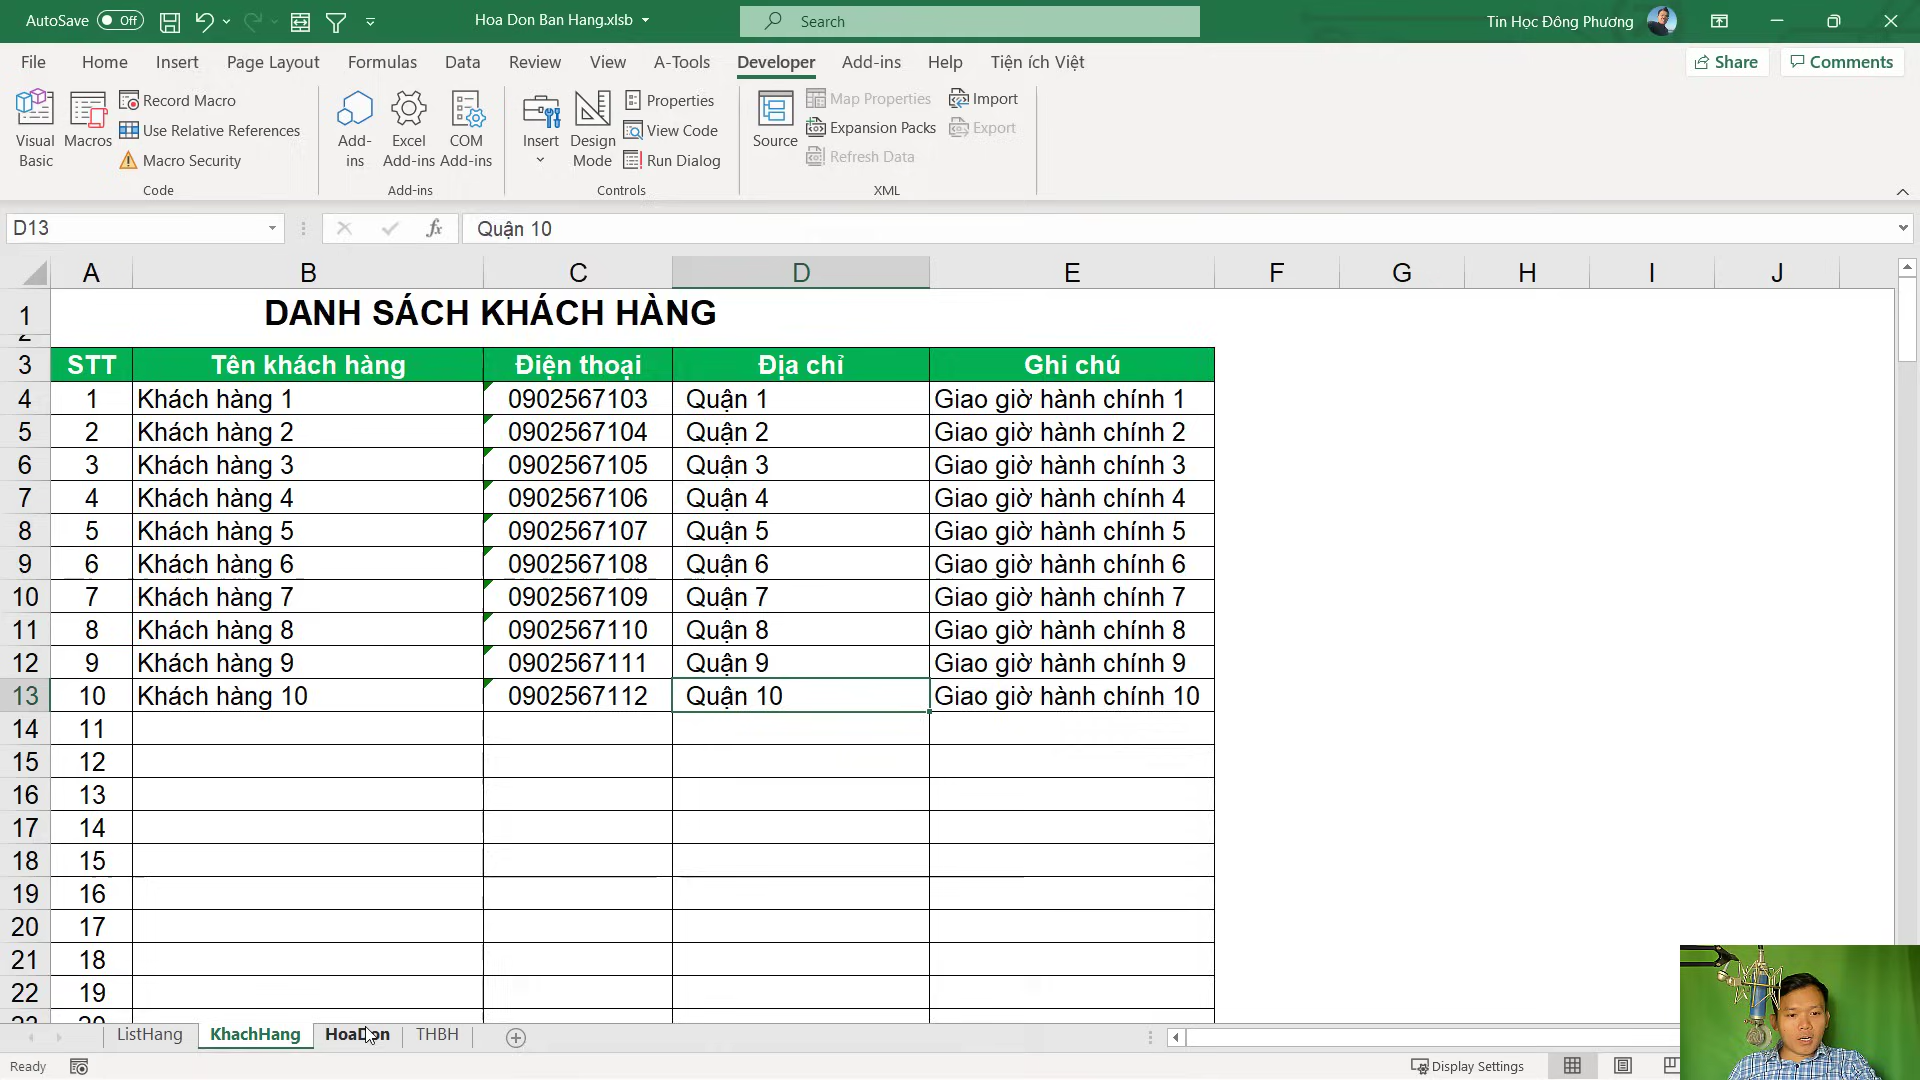 AutoSave Off Hoa Don Ban Hang.xlsb Search Tin Học Đông Phương
File Home Insert Page Layout Formulas Data Review View A-Tools Developer Add-ins Help Tiện ích Việt Share Comments
Visual Basic
Macros
Record Macro
Use Relative References
Macro Security
Code
Add-ins
Excel Add-ins
COM Add-ins
Add-ins
Insert
Design Mode
Properties
View Code
Run Dialog
Controls
Source
Map Properties
Expansion Packs
Refresh Data
Import
Export
XML
D13 fx Quận 10
A B C D E F G H I J
1 DANH SÁCH KHÁCH HÀNG
2
3 STT Tên khách hàng Điện thoại Địa chỉ Ghi chú
4 1 Khách hàng 1 0902567103 Quận 1 Giao giờ hành chính 1
5 2 Khách hàng 2 0902567104 Quận 2 Giao giờ hành chính 2
6 3 Khách hàng 3 0902567105 Quận 3 Giao giờ hành chính 3
7 4 Khách hàng 4 0902567106 Quận 4 Giao giờ hành chính 4
8 5 Khách hàng 5 0902567107 Quận 5 Giao giờ hành chính 5
9 6 Khách hàng 6 0902567108 Quận 6 Giao giờ hành chính 6
10 7 Khách hàng 7 0902567109 Quận 7 Giao giờ hành chính 7
11 8 Khách hàng 8 0902567110 Quận 8 Giao giờ hành chính 8
12 9 Khách hàng 9 0902567111 Quận 9 Giao giờ hành chính 9
13 10 Khách hàng 10 0902567112 Quận 10 Giao giờ hành chính 10
14 11
15 12
16 13
17 14
18 15
19 16
20 17
21 18
22 19
23 20
ListHang KhachHang HoaDon THBH
Ready Display Settings